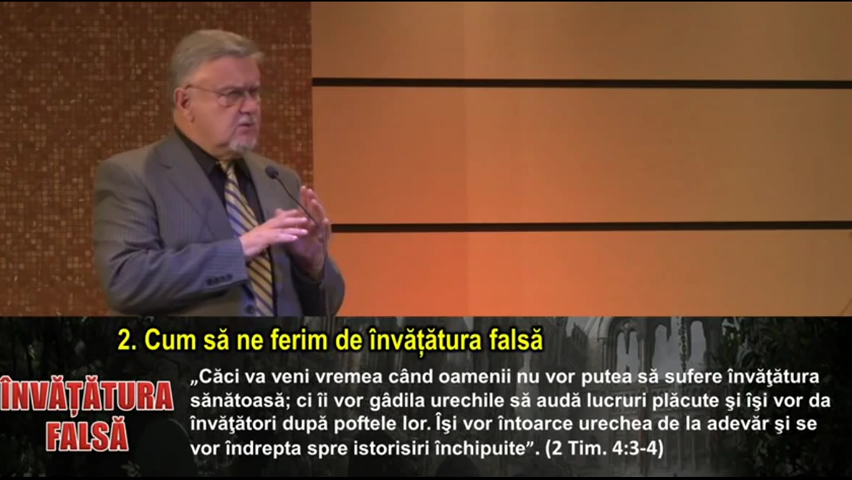 2. Cum să ne ferim de învățătura falsă
ÎNVĂȚĂTURA
FALSĂ
„Căci va veni vremea când oamenii nu vor putea să sufere învăţătura
sănătoasă; ci îi vor gâdila urechile să audă lucruri plăcute şi îşi vor da
învăţători după poftele lor. Îşi vor întoarce urechea de la adevăr şi se
vor îndrepta spre istorisiri închipuite”. (2 Tim. 4:3-4)